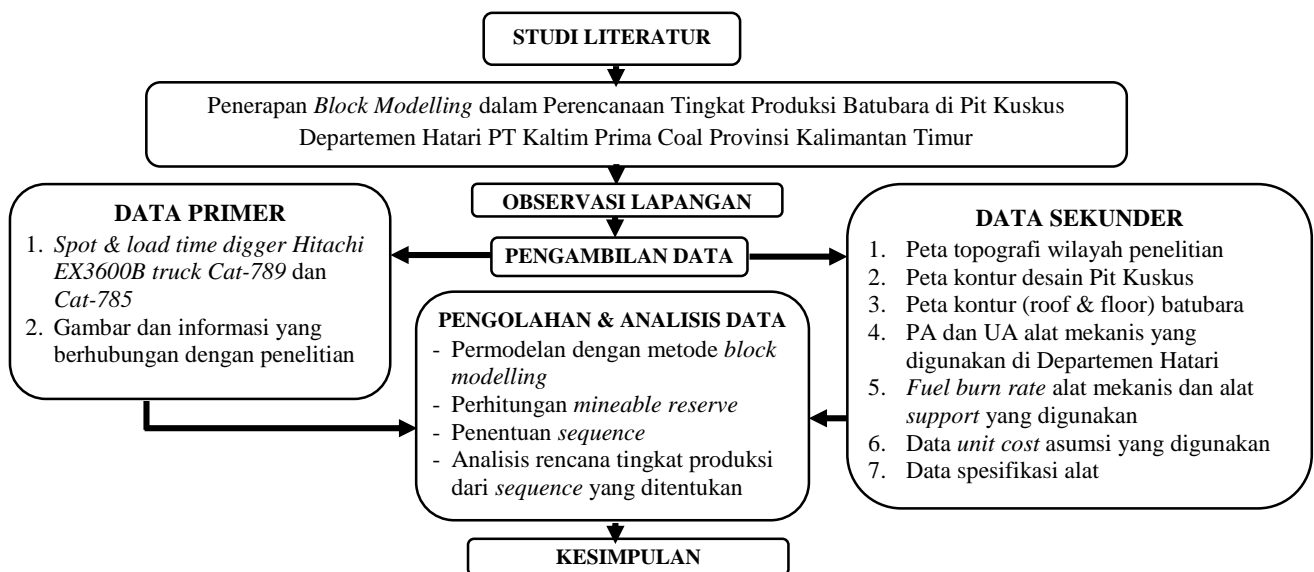 STUDI LITERATUR
Penerapan Block Modelling dalam Perencanaan Tingkat Produksi Batubara di Pit Kuskus
Departemen Hatari PT Kaltim Prima Coal Provinsi Kalimantan Timur
OBSERVASI LAPANGAN
PENGAMBILAN DATA
DATA PRIMER
1. Spot & load time digger Hitachi
EX3600B truck Cat-789 dan
Cat-785
2. Gambar dan informasi yang
berhubungan dengan penelitian
DATA SEKUNDER
1. Peta topografi wilayah penelitian
2. Peta kontur desain Pit Kuskus
3. Peta kontur (roof & floor) batubara
4. PA dan UA alat mekanis yang
digunakan di Departemen Hatari
5. Fuel burn rate alat mekanis dan alat
support yang digunakan
6. Data unit cost asumsi yang digunakan
7. Data spesifikasi alat
PENGOLAHAN & ANALISIS DATA
- Permodelan dengan metode block
modelling
- Perhitungan mineable reserve
- Penentuan sequence
- Analisis rencana tingkat produksi
dari sequence yang ditentukan
KESIMPULAN